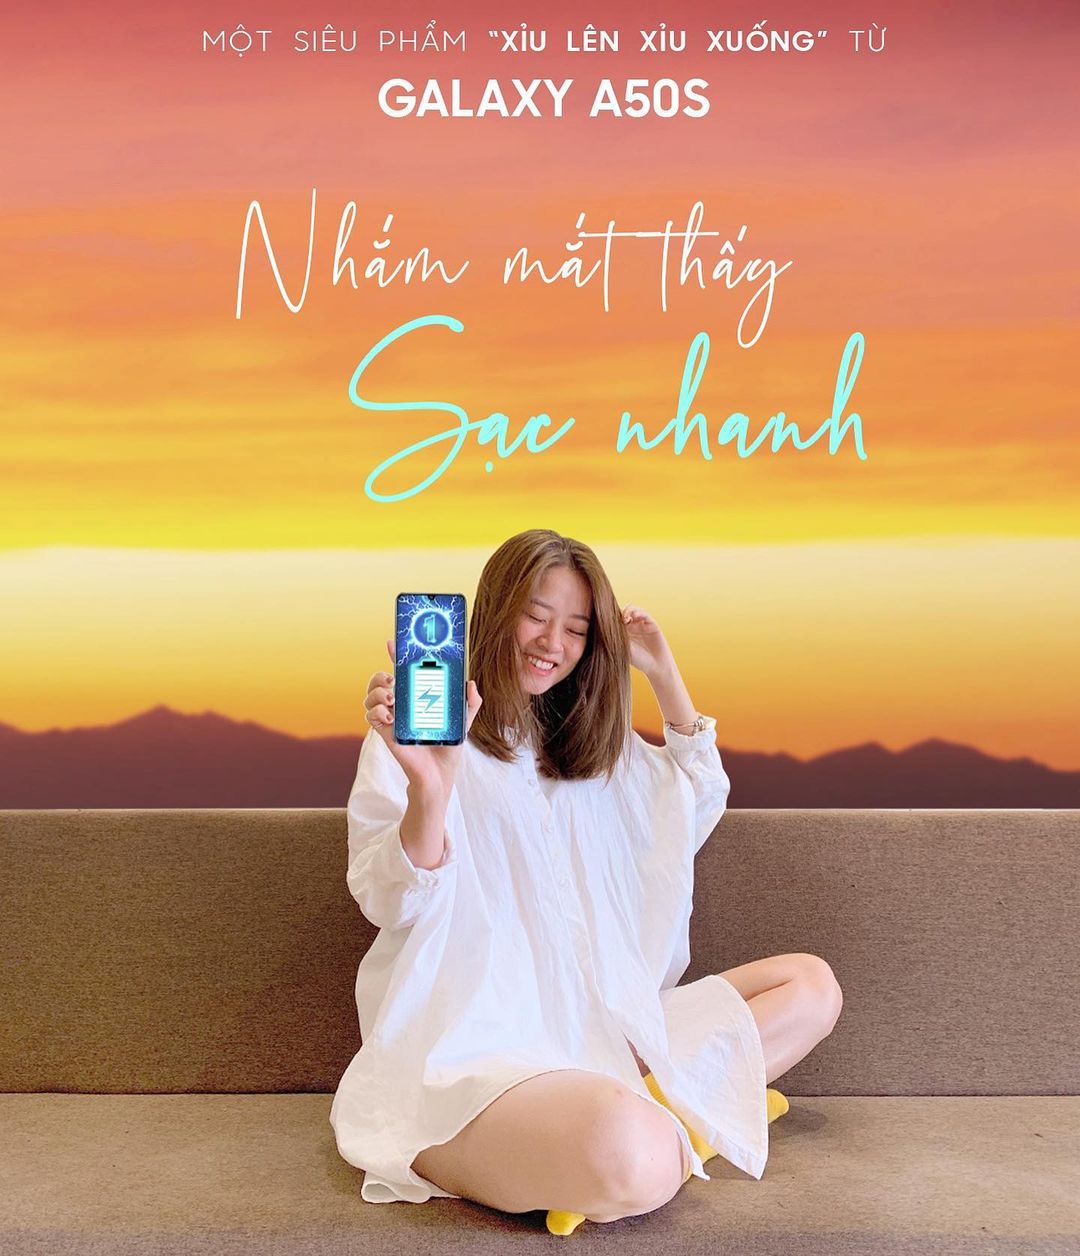 MỘT SIÊU PHẨM "XỈU LÊN XỈU XUỐNG" TỪ
GALAXY A50S
Nhắm mắt thấy
Sạc nhanh
1